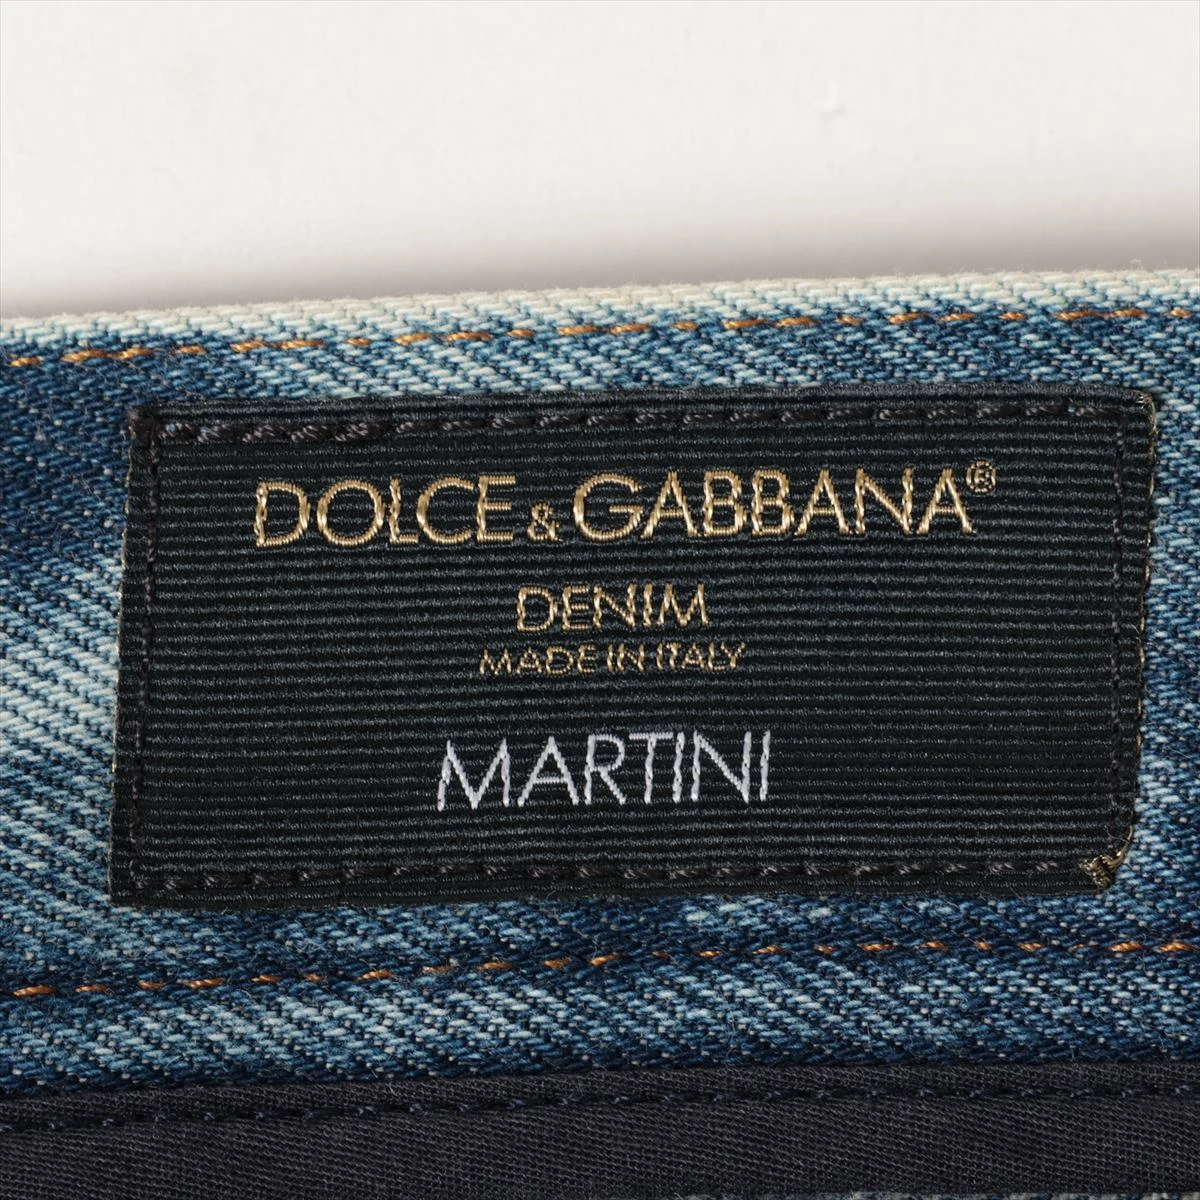 DOLCE & GABBANA®
DENIM
MADE IN ITALY
MARTINI